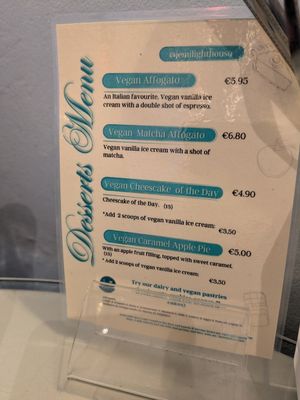 Desserts Menu
Vegan Affogato €5.95
An Italian favourite. Vegan vanilla ice
cream with a double shot of espresso.
Vegan Matcha Affogato €6.80
Vegan vanilla ice cream with a shot of
matcha.
Vegan Cheescake of the Day €4.90
Cheescake of the Day. (15)
*Add 2 scoops of vegan vanilla ice cream:
€3,50
Vegan Caramel Apple Pie €5.00
With an apple fruit filling, topped with sweet caramel.
(15)
*Add 2 scoops of vegan vanilla ice cream:
€3,50
Try our dairy and vegan pastries